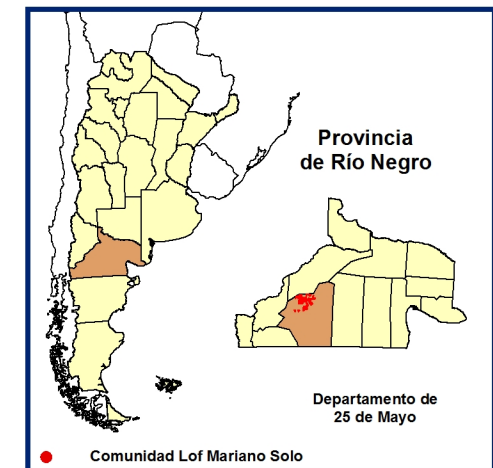 Provincia
de Río Negro
Departamento de
25 de Mayo
Comunidad Lof Mariano Solo